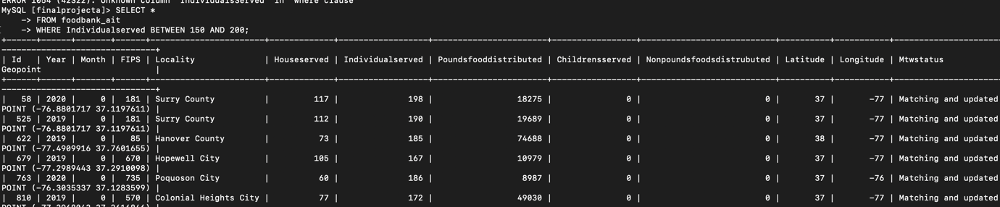 ERROR 1054 (42S22): Unknown column 'IndividualsServed' in 'where clause'
MySQL [finalprojecta]> SELECT *
    -> FROM foodbank_ait
    -> WHERE Individualserved BETWEEN 150 AND 200;
| Id | Year | Month | FIPS | Locality | Houseserved | Individualserved | Poundsfooddistributed | Childrensserved | Nonpoundsfoodsdistrubuted | Latitude | Longitude | Mtwstatus
Geopoint |
| 58 | 2020 | 0 | 181 | Surry County | 117 | 198 | 18275 | 0 | 0 | 37 | -77 | Matching and updated
POINT (-76.8801717 37.1197611) |
| 525 | 2019 | 0 | 181 | Surry County | 112 | 190 | 19689 | 0 | 0 | 37 | -77 | Matching and updated
POINT (-76.8801717 37.1197611) |
| 622 | 2019 | 0 | 85 | Hanover County | 73 | 185 | 74688 | 0 | 0 | 38 | -77 | Matching and updated
POINT (-77.4909916 37.7601655) |
| 679 | 2019 | 0 | 670 | Hopewell City | 105 | 167 | 10979 | 0 | 0 | 37 | -77 | Matching and updated
POINT (-77.2989443 37.2910098) |
| 763 | 2020 | 0 | 735 | Poquoson City | 60 | 186 | 8987 | 0 | 0 | 37 | -76 | Matching and updated
POINT (-76.3035337 37.1283599) |
| 810 | 2019 | 0 | 570 | Colonial Heights City | 77 | 172 | 49030 | 0 | 0 | 37 | -77 | Matching and updated
POINT